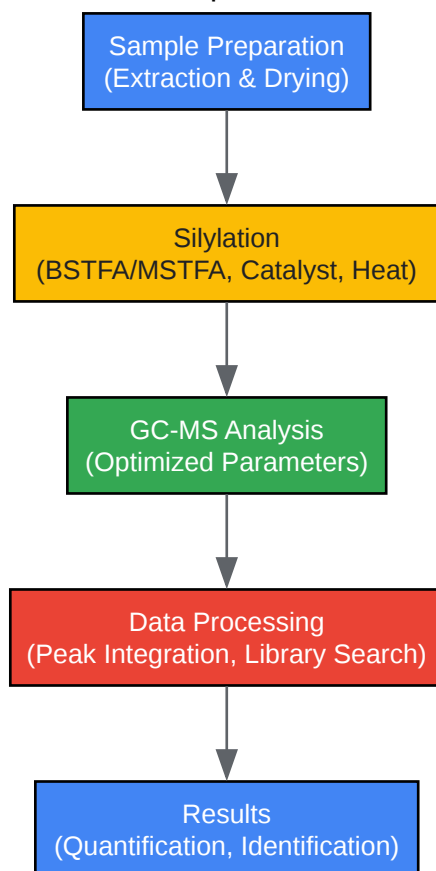 Sample Preparation
(Extraction & Drying)
Silylation
(BSTFA/MSTFA, Catalyst, Heat)
GC-MS Analysis
(Optimized Parameters)
Data Processing
(Peak Integration, Library Search)
Results
(Quantification, Identification)